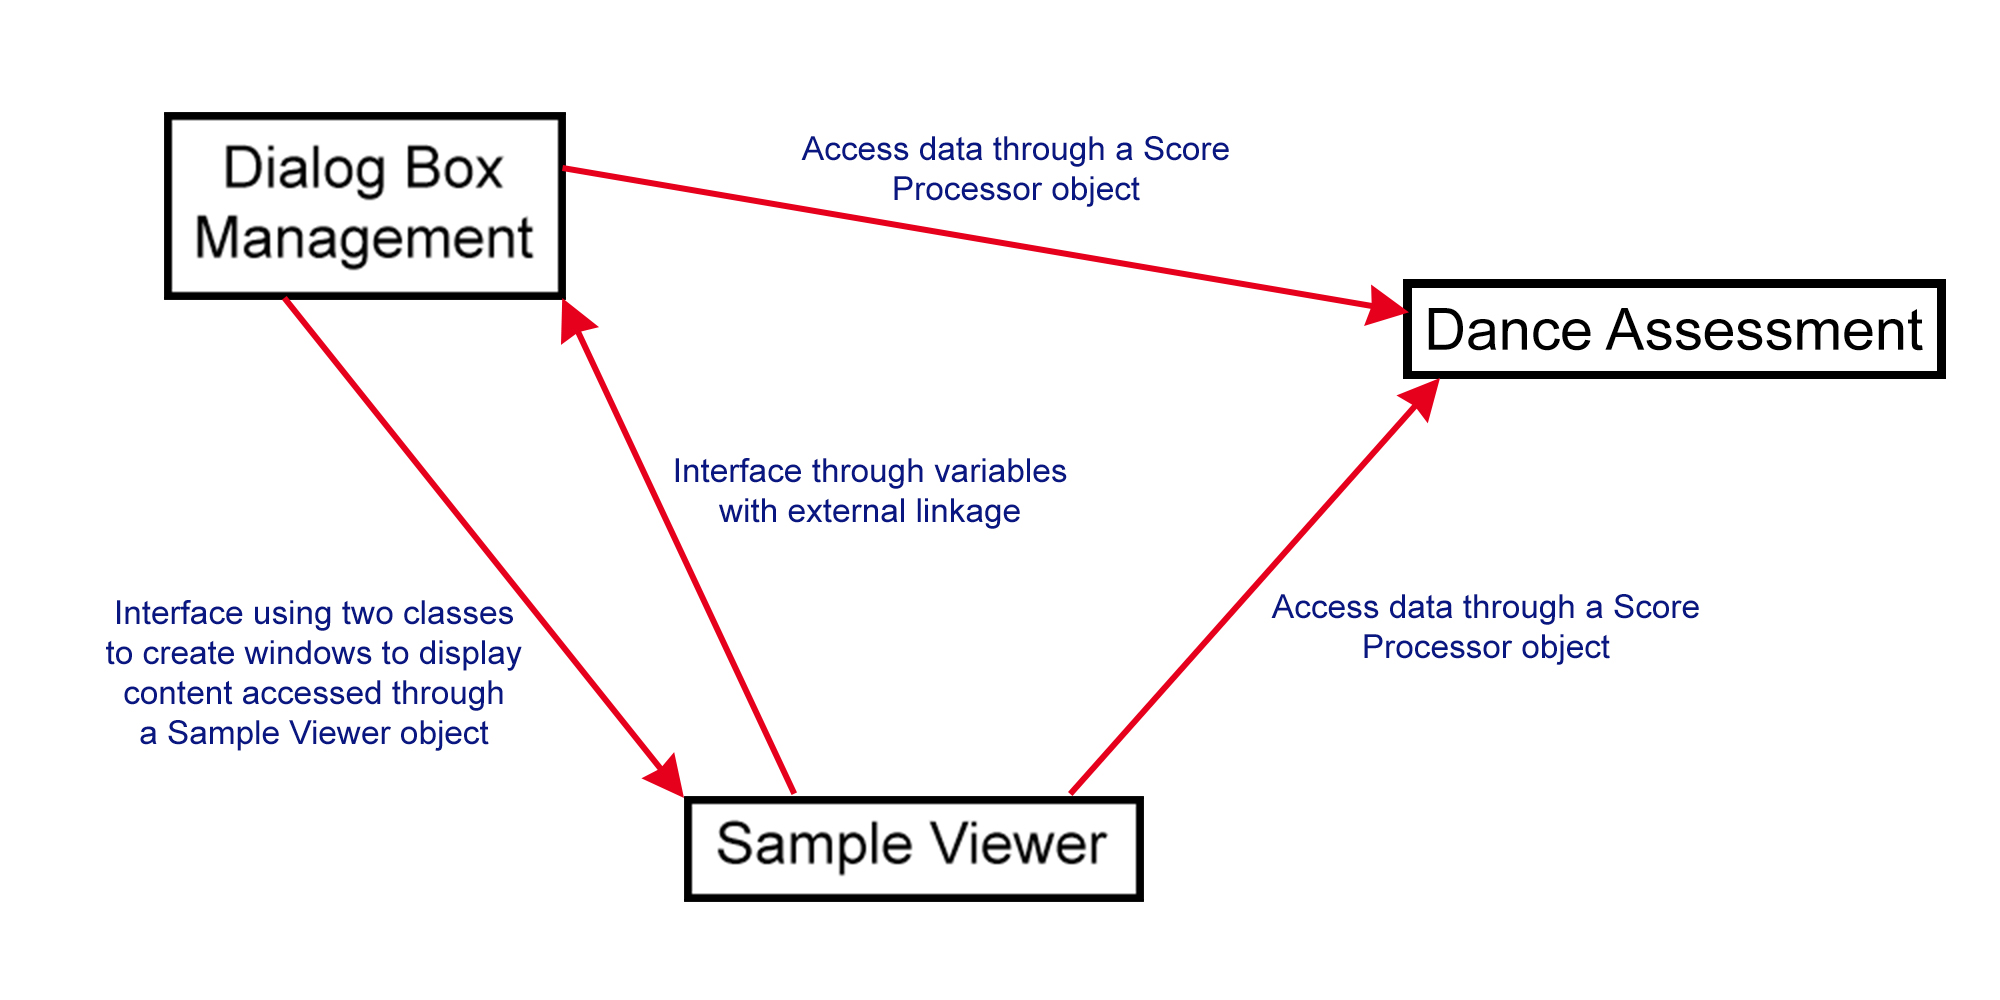 Dialog Box
Management
Access data through a Score
Processor object
Dance Assessment
Interface through variables
with external linkage
Interface using two classes
to create windows to display
content accessed through
a Sample Viewer object
Access data through a Score
Processor object
Sample Viewer